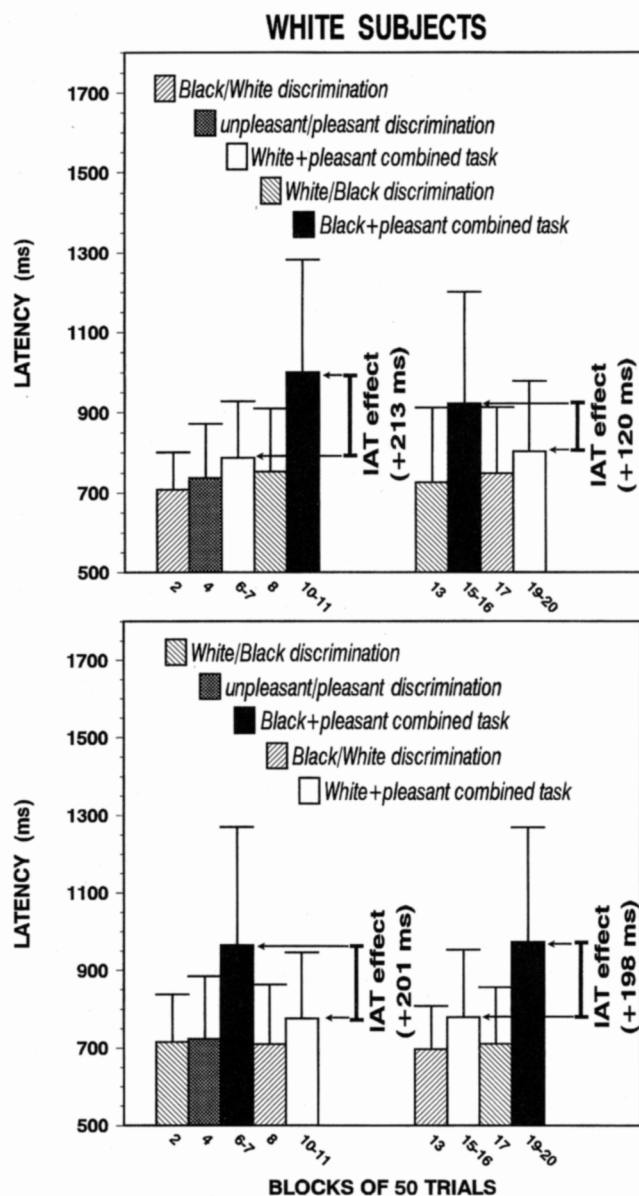 WHITE SUBJECTS
LATENCY (ms)
1700
1500
1300
1100
900
700
500
Black/White discrimination
unpleasant/pleasant discrimination
White+pleasant combined task
White/Black discrimination
Black+pleasant combined task
IAT effect
(+213 ms)
IAT effect
(+120 ms)
2
4
6-7
8
10-11
13
15-16
17
19-20
LATENCY (ms)
1700
1500
1300
1100
900
700
500
White/Black discrimination
unpleasant/pleasant discrimination
Black+pleasant combined task
Black/White discrimination
White+pleasant combined task
IAT effect
(+201 ms)
IAT effect
(+198 ms)
2
4
6-7
8
10-11
13
15-16
17
19-20
BLOCKS OF 50 TRIALS